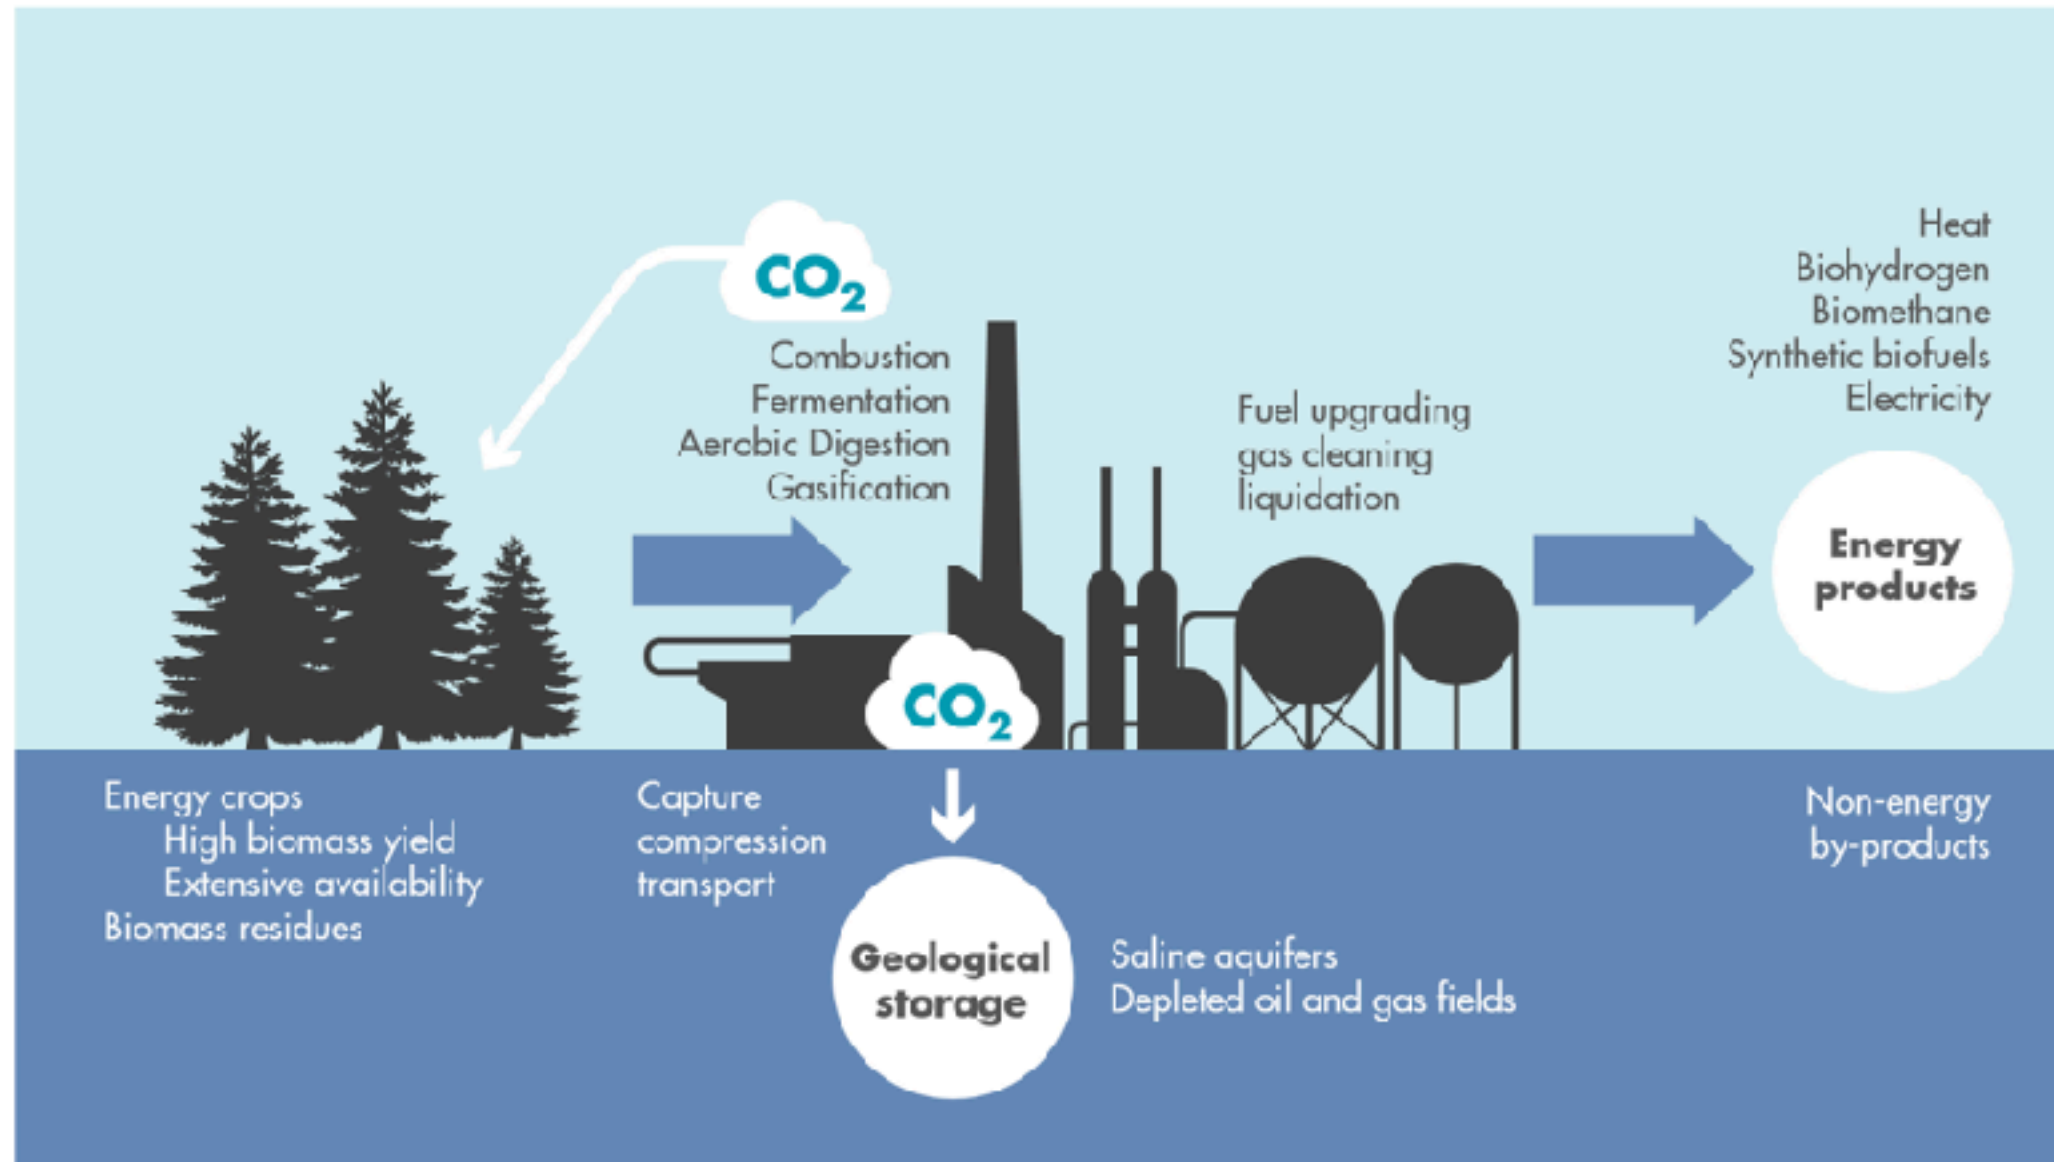 CO2
Combustion
Fermentation
Aerobic Digestion
Gasification
Fuel upgrading
gas cleaning
liquidation
Heat
Biohydrogen
Biomethane
Synthetic biofuels
Electricity
Energy
products
CO2
Energy crops
High biomass yield
Extensive availability
Biomass residues
Capture
compression
transport
Geological
storage
Saline aquifers
Depleted oil and gas fields
Non-energy
by-products